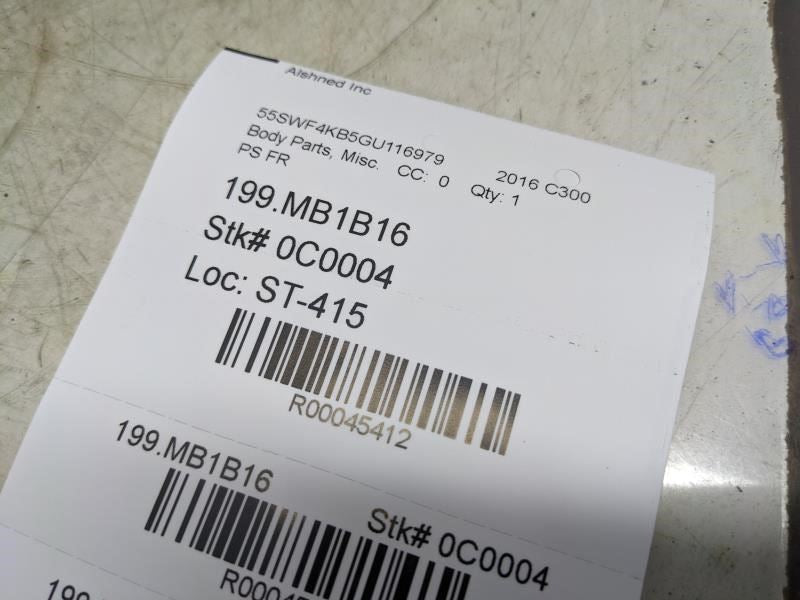 Alshned Inc
55SWF4KB5GU116979 2016 C300
Body Parts, Misc. CC: 0 Qty: 1
PS FR
199.MB1B16
Stk# 0C0004
Loc: ST-415
R00045412
199.MB1B16
Stk# 0C0004